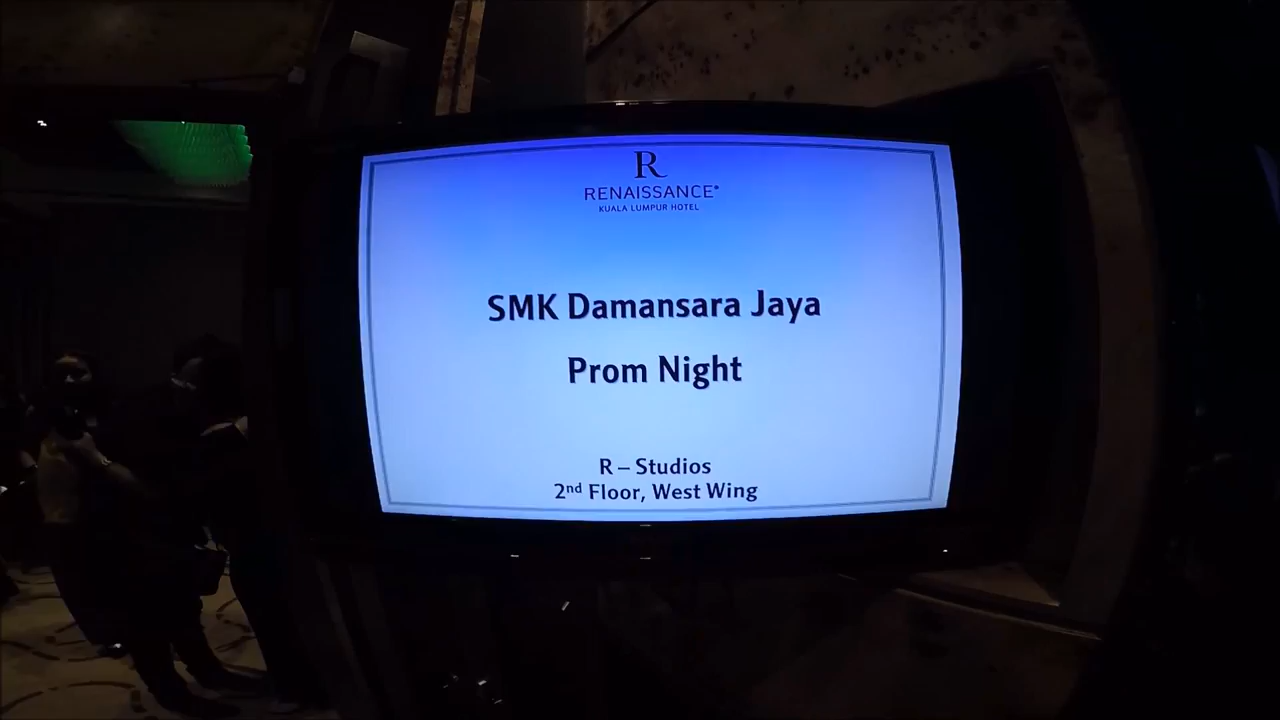 R
RENAISSANCE®
KUALA LUMPUR HOTEL
SMK Damansara Jaya
Prom Night
R – Studios
2nd Floor, West Wing